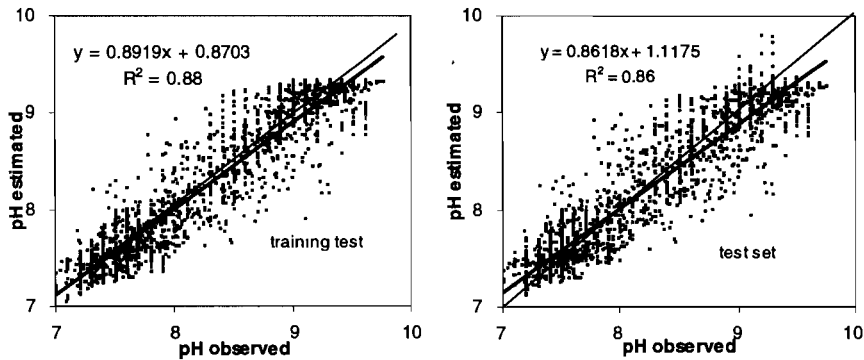 10
9
8
7
pH estimated
y = 0.8919x + 0.8703
R² = 0.88
training test
7 8 9 10
pH observed
10
9
8
7
pH estimated
y = 0.8618x + 1.1175
R² = 0.86
test set
7 8 9 10
pH observed